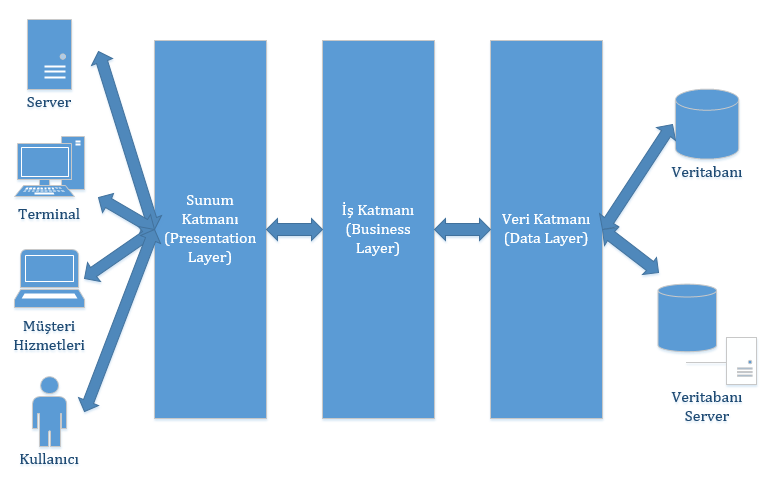 Server
Terminal
Müşteri
Hizmetleri
Kullanıcı
Sunum
Katmanı
(Presentation
Layer)
İş Katmanı
(Business
Layer)
Veri Katmanı
(Data Layer)
Veritabanı
Veritabanı
Server